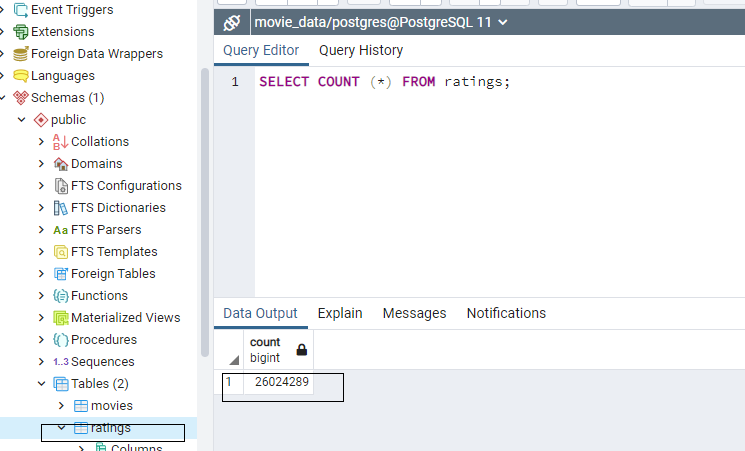 Event Triggers
Extensions
Foreign Data Wrappers
Languages
Schemas (1)
public
Collations
Domains
FTS Configurations
FTS Dictionaries
Aa FTS Parsers
FTS Templates
Foreign Tables
Functions
Materialized Views
Procedures
1..3 Sequences
Tables (2)
movies
ratings
Columns
movie_data/postgres@PostgreSQL 11
Query Editor Query History
1 SELECT COUNT (*) FROM ratings;
Data Output Explain Messages Notifications
count
bigint
1 26024289